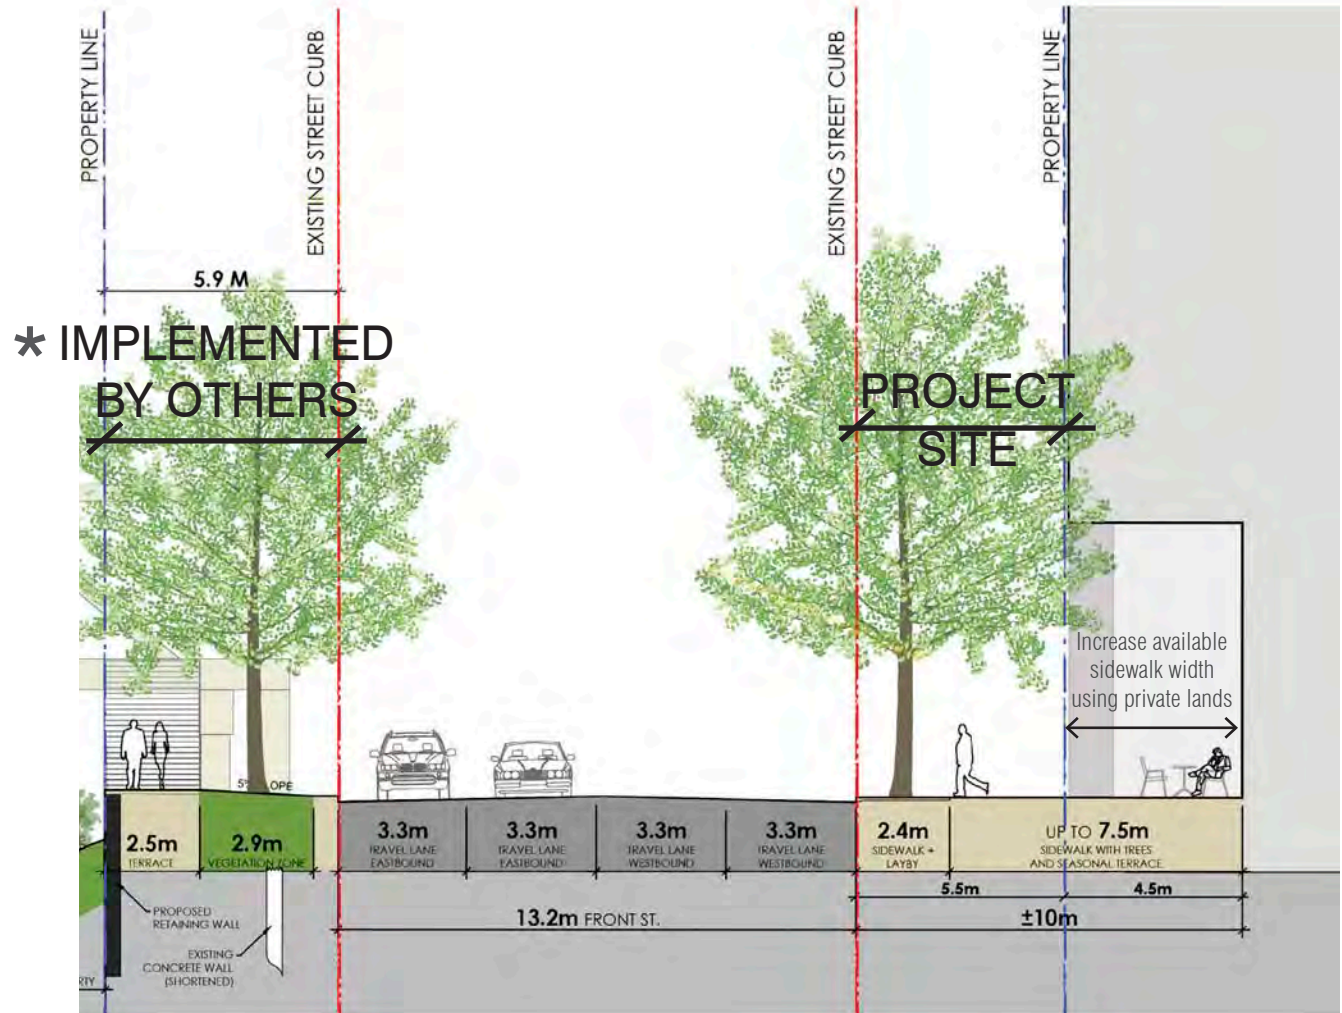 PROPERTY LINE
EXISTING STREET CURB
EXISTING STREET CURB
PROPERTY LINE
5.9 M
* IMPLEMENTED
BY OTHERS
PROJECT
SITE
Increase available
sidewalk width
using private lands
5% OPE
2.5m
TERRACE
2.9m
VEGETATION ZONE
3.3m
TRAVEL LANE
EASTBOUND
3.3m
TRAVEL LANE
EASTBOUND
3.3m
TRAVEL LANE
WESTBOUND
3.3m
TRAVEL LANE
WESTBOUND
2.4m
SIDEWALK +
LAYBY
UP TO 7.5m
SIDEWALK WITH TREES
AND SEASONAL TERRACE
5.5m
4.5m
13.2m FRONT ST.
±10m
PROPOSED
RETAINING WALL
EXISTING
CONCRETE WALL
(SHORTENED)
RTY